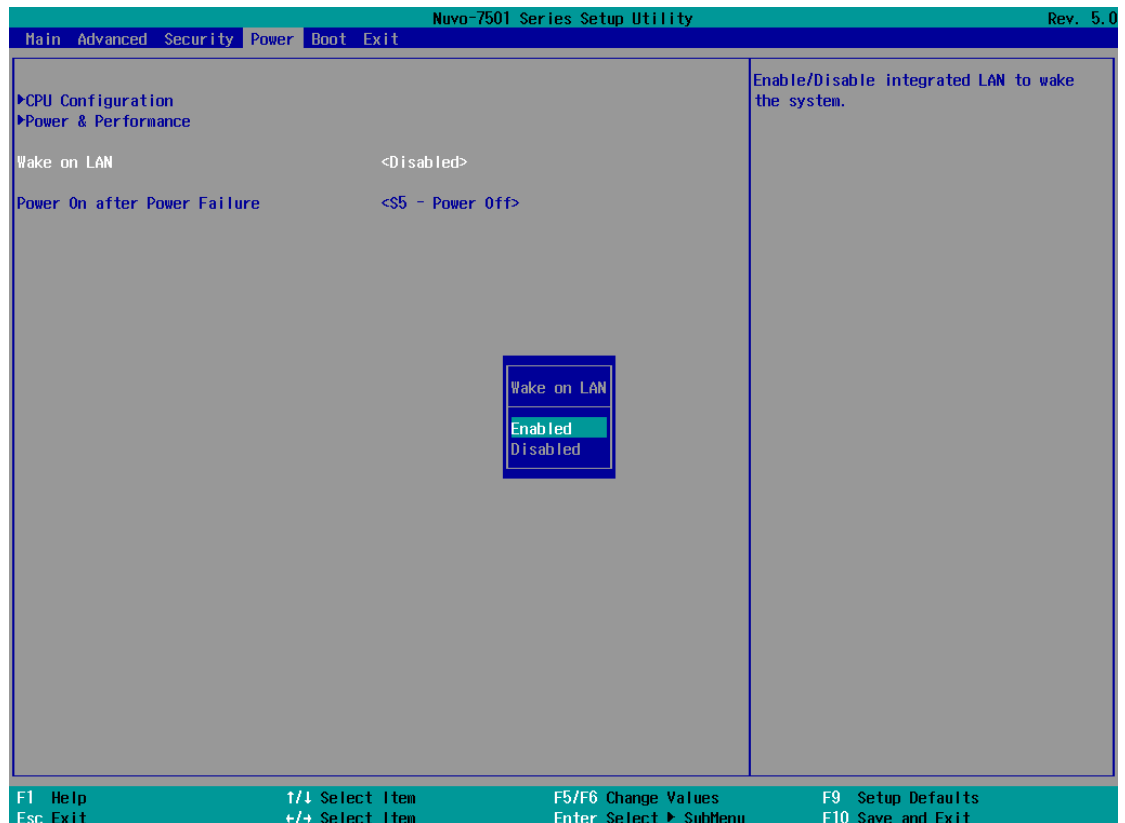 Nuvo-7501 Series Setup Utility Rev. 5.0
Main Advanced Security Power Boot Exit
▶CPU Configuration
▶Power & Performance
Wake on LAN <Disabled>
Power On after Power Failure <S5 - Power Off>
Enable/Disable integrated LAN to wake
the system.
Wake on LAN
Enabled
Disabled
F1 Help ↑/↓ Select Item F5/F6 Change Values F9 Setup Defaults
Esc Exit ←/→ Select Item Enter Select ▶ SubMenu F10 Save and Exit